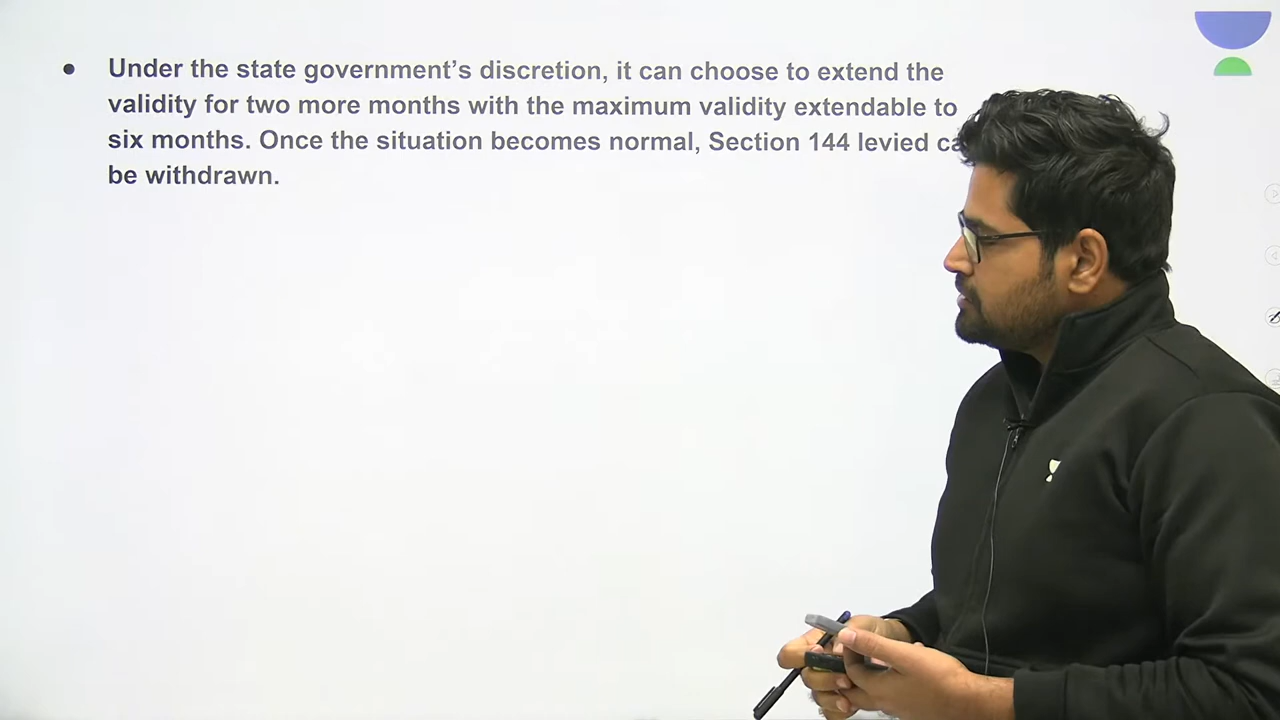 Under the state government’s discretion, it can choose to extend the
validity for two more months with the maximum validity extendable to
six months. Once the situation becomes normal, Section 144 levied
be withdrawn.